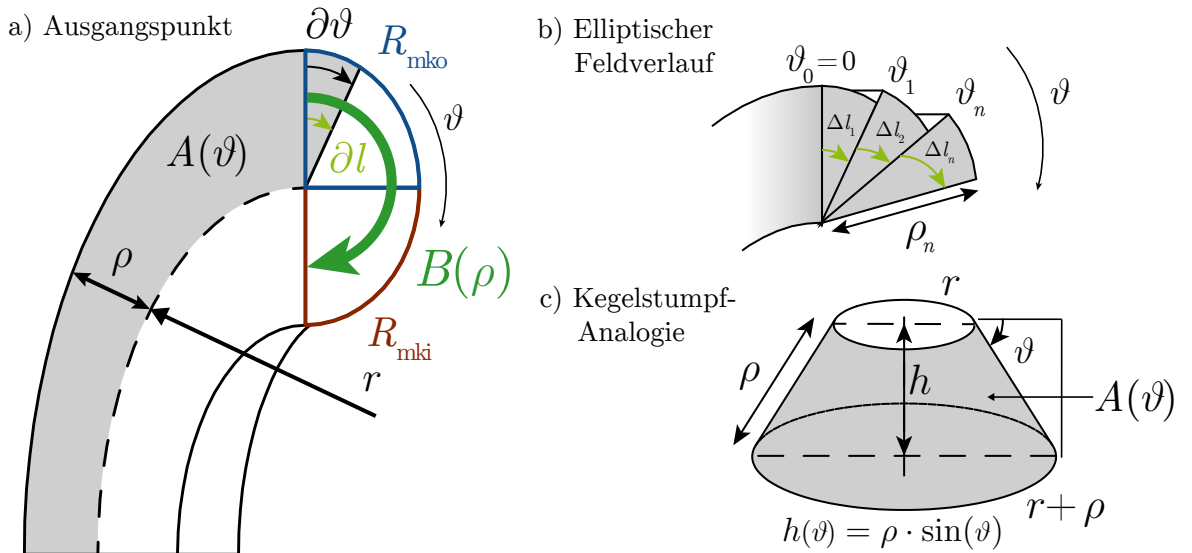 a) Ausgangspunkt
∂ϑ
R_mko
ϑ
A(ϑ)
∂l
ρ
B(ρ)
R_mki
r
b) Elliptischer
Feldverlauf
ϑ_0 = 0
ϑ_1
ϑ_n
ϑ
Δl_1
Δl_2
Δl_n
ρ_n
c) Kegelstumpf-
Analogie
r
ρ
ϑ
h
A(ϑ)
r + ρ
h(ϑ) = ρ · sin(ϑ)